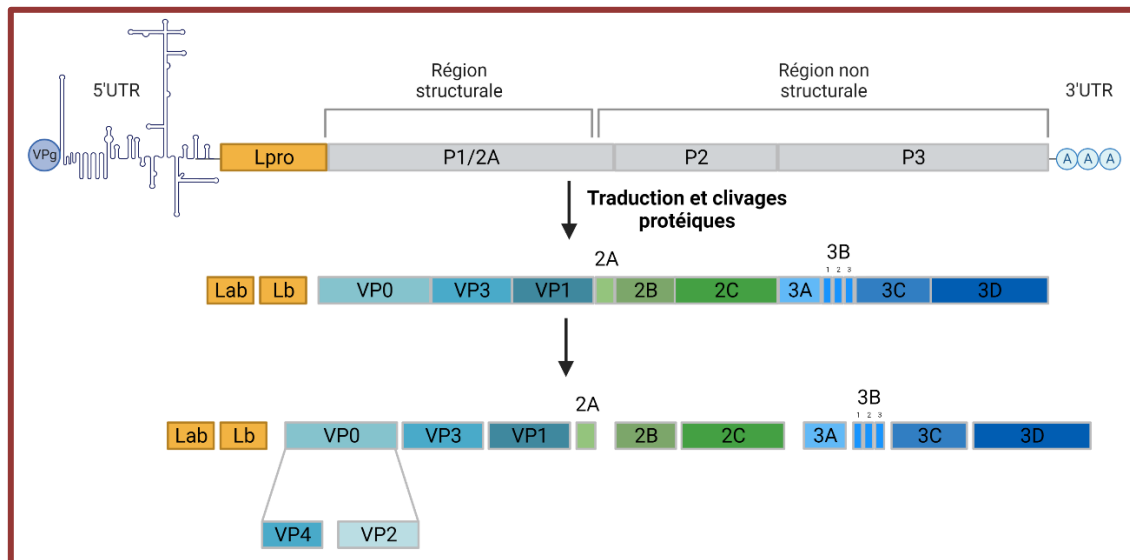 Région
structurale
Région non
structurale
5'UTR
3'UTR
VPg
Lpro
P1/2A
P2
P3
A A A
Traduction et clivages
protéiques
2A
3B
1 2 3
Lab Lb VP0 VP3 VP1 2B 2C 3A 3C 3D
2A
3B
1 2 3
Lab Lb VP0 VP3 VP1 2B 2C 3A 3C 3D
VP4 VP2